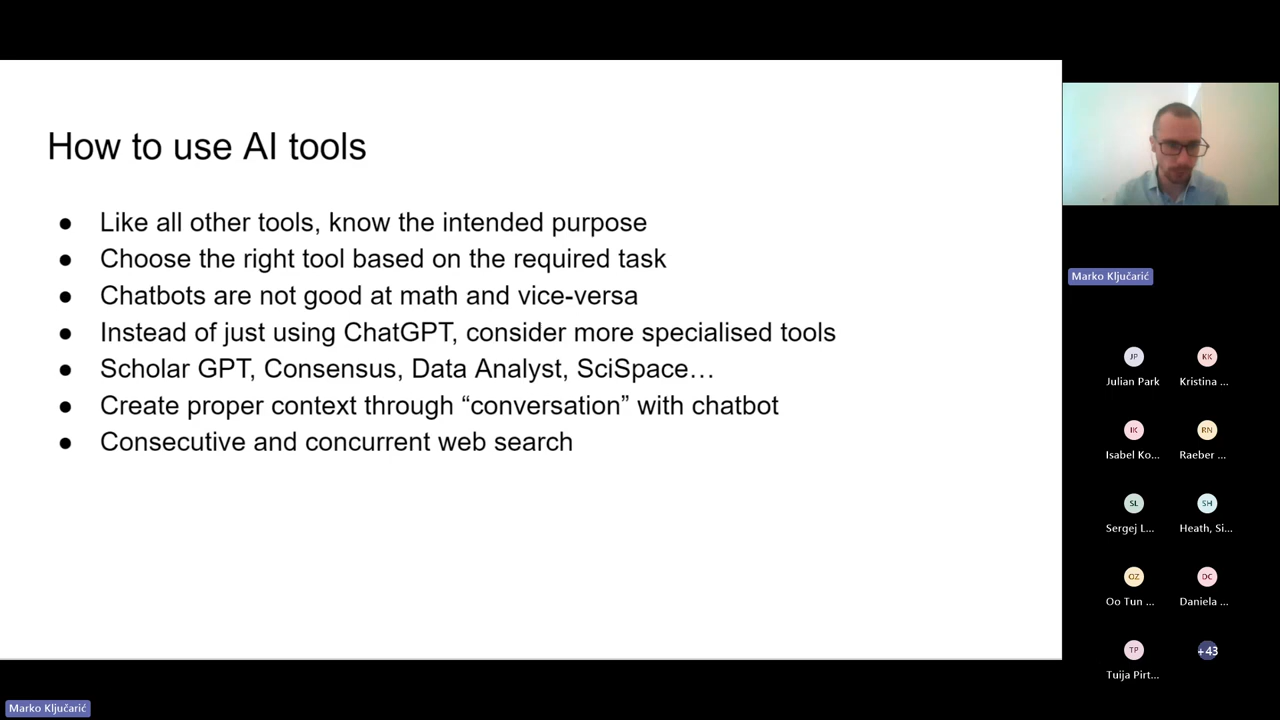 How to use AI tools
● Like all other tools, know the intended purpose
● Choose the right tool based on the required task
● Chatbots are not good at math and vice-versa
● Instead of just using ChatGPT, consider more specialised tools
● Scholar GPT, Consensus, Data Analyst, SciSpace…
● Create proper context through “conversation” with chatbot
● Consecutive and concurrent web search
Marko Ključarić
JP KK
Julian Park Kristina ...
IK RN
Isabel Ko... Raeber ...
SL SH
Sergej L... Heath, Si...
OZ DC
Oo Tun ... Daniela ...
TP +43
Tuija Pirt...
Marko Ključarić